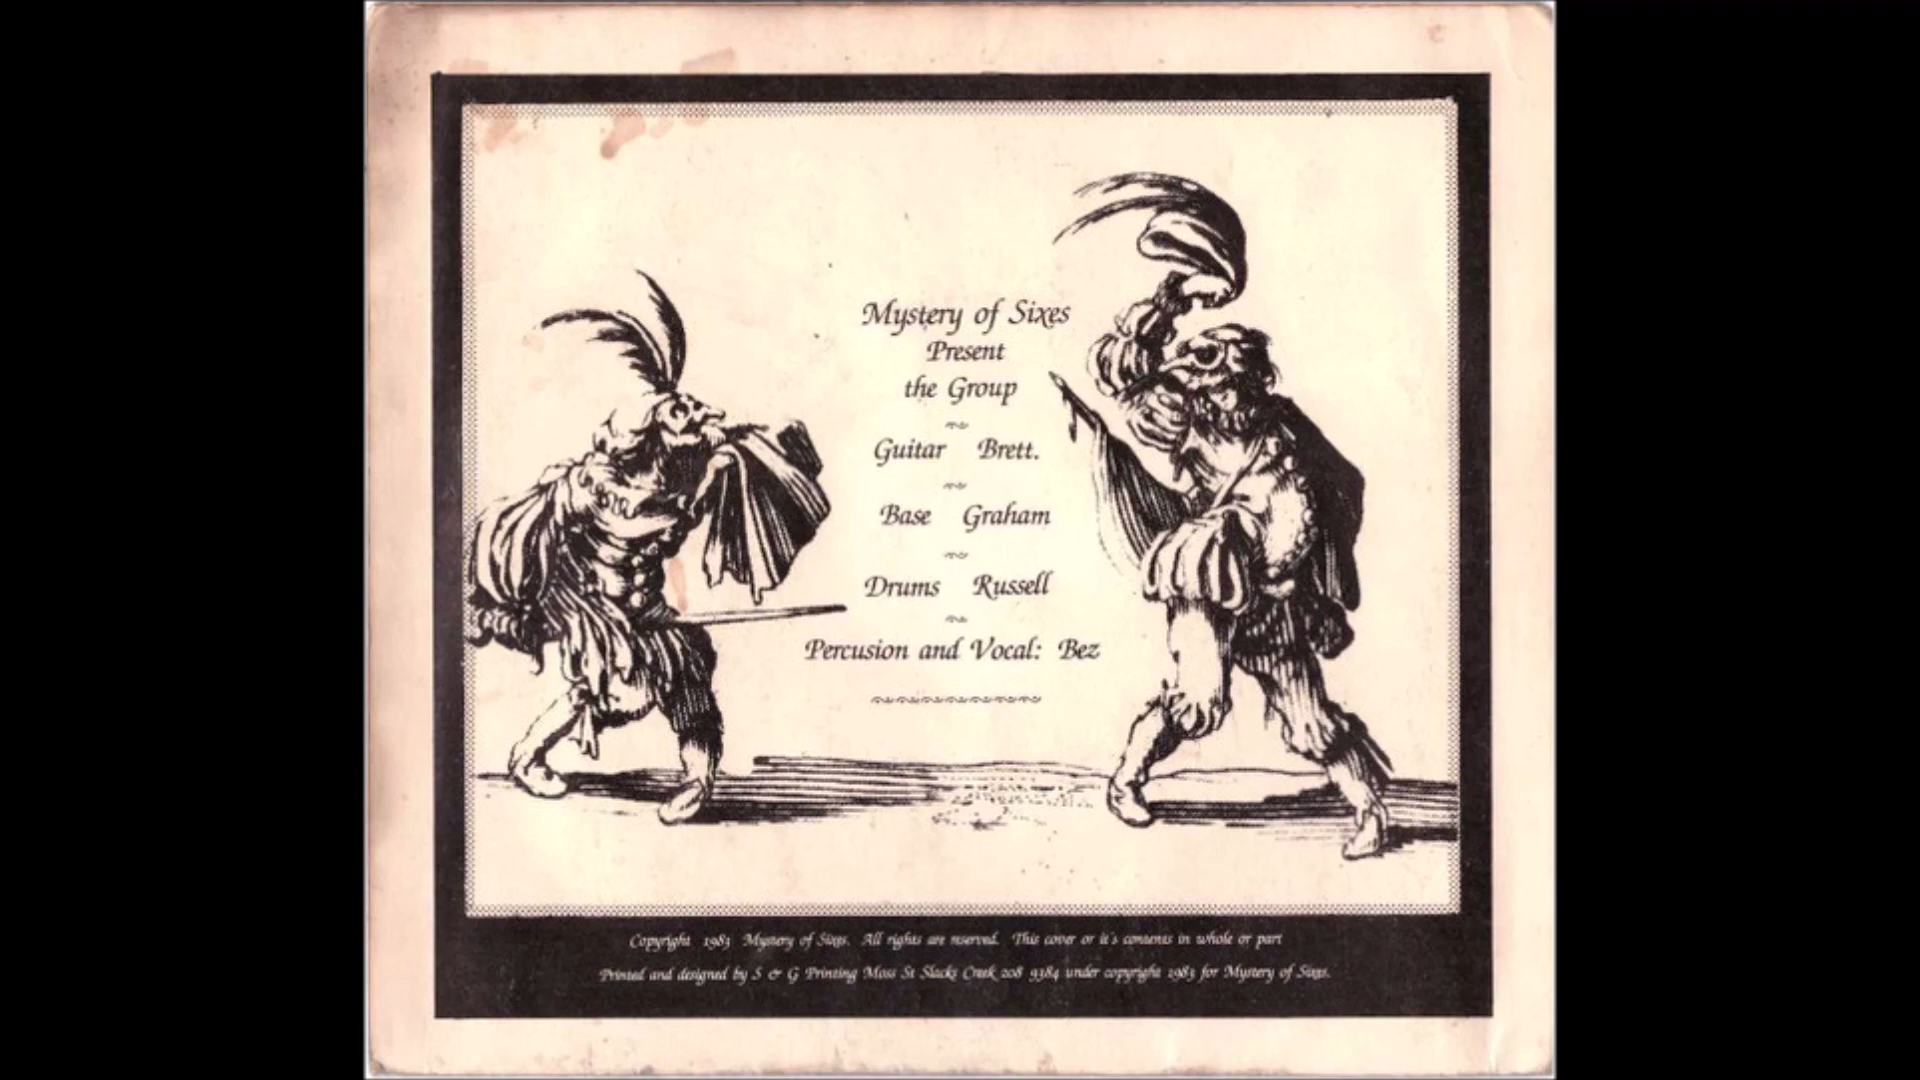 Mystery of Sixes
Present
the Group
Guitar Brett.
Base Graham
Drums Russell
Percusion and Vocal: Bez
Copyright 1983 Mystery of Sixes. All rights are reserved. This cover or it's contents in whole or part
Printed and designed by S & G Printing Moss St Slacks Creek 208 9384 under copyright 1983 for Mystery of Sixes.